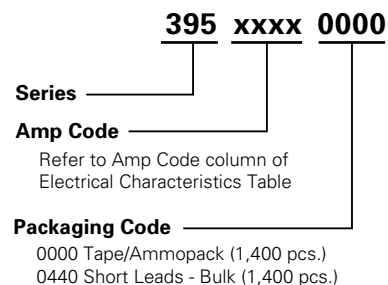 395 xxxx 0000
Series
Amp Code
Refer to Amp Code column of
Electrical Characteristics Table
Packaging Code
0000 Tape/Ammopack (1,400 pcs.)
0440 Short Leads - Bulk (1,400 pcs.)